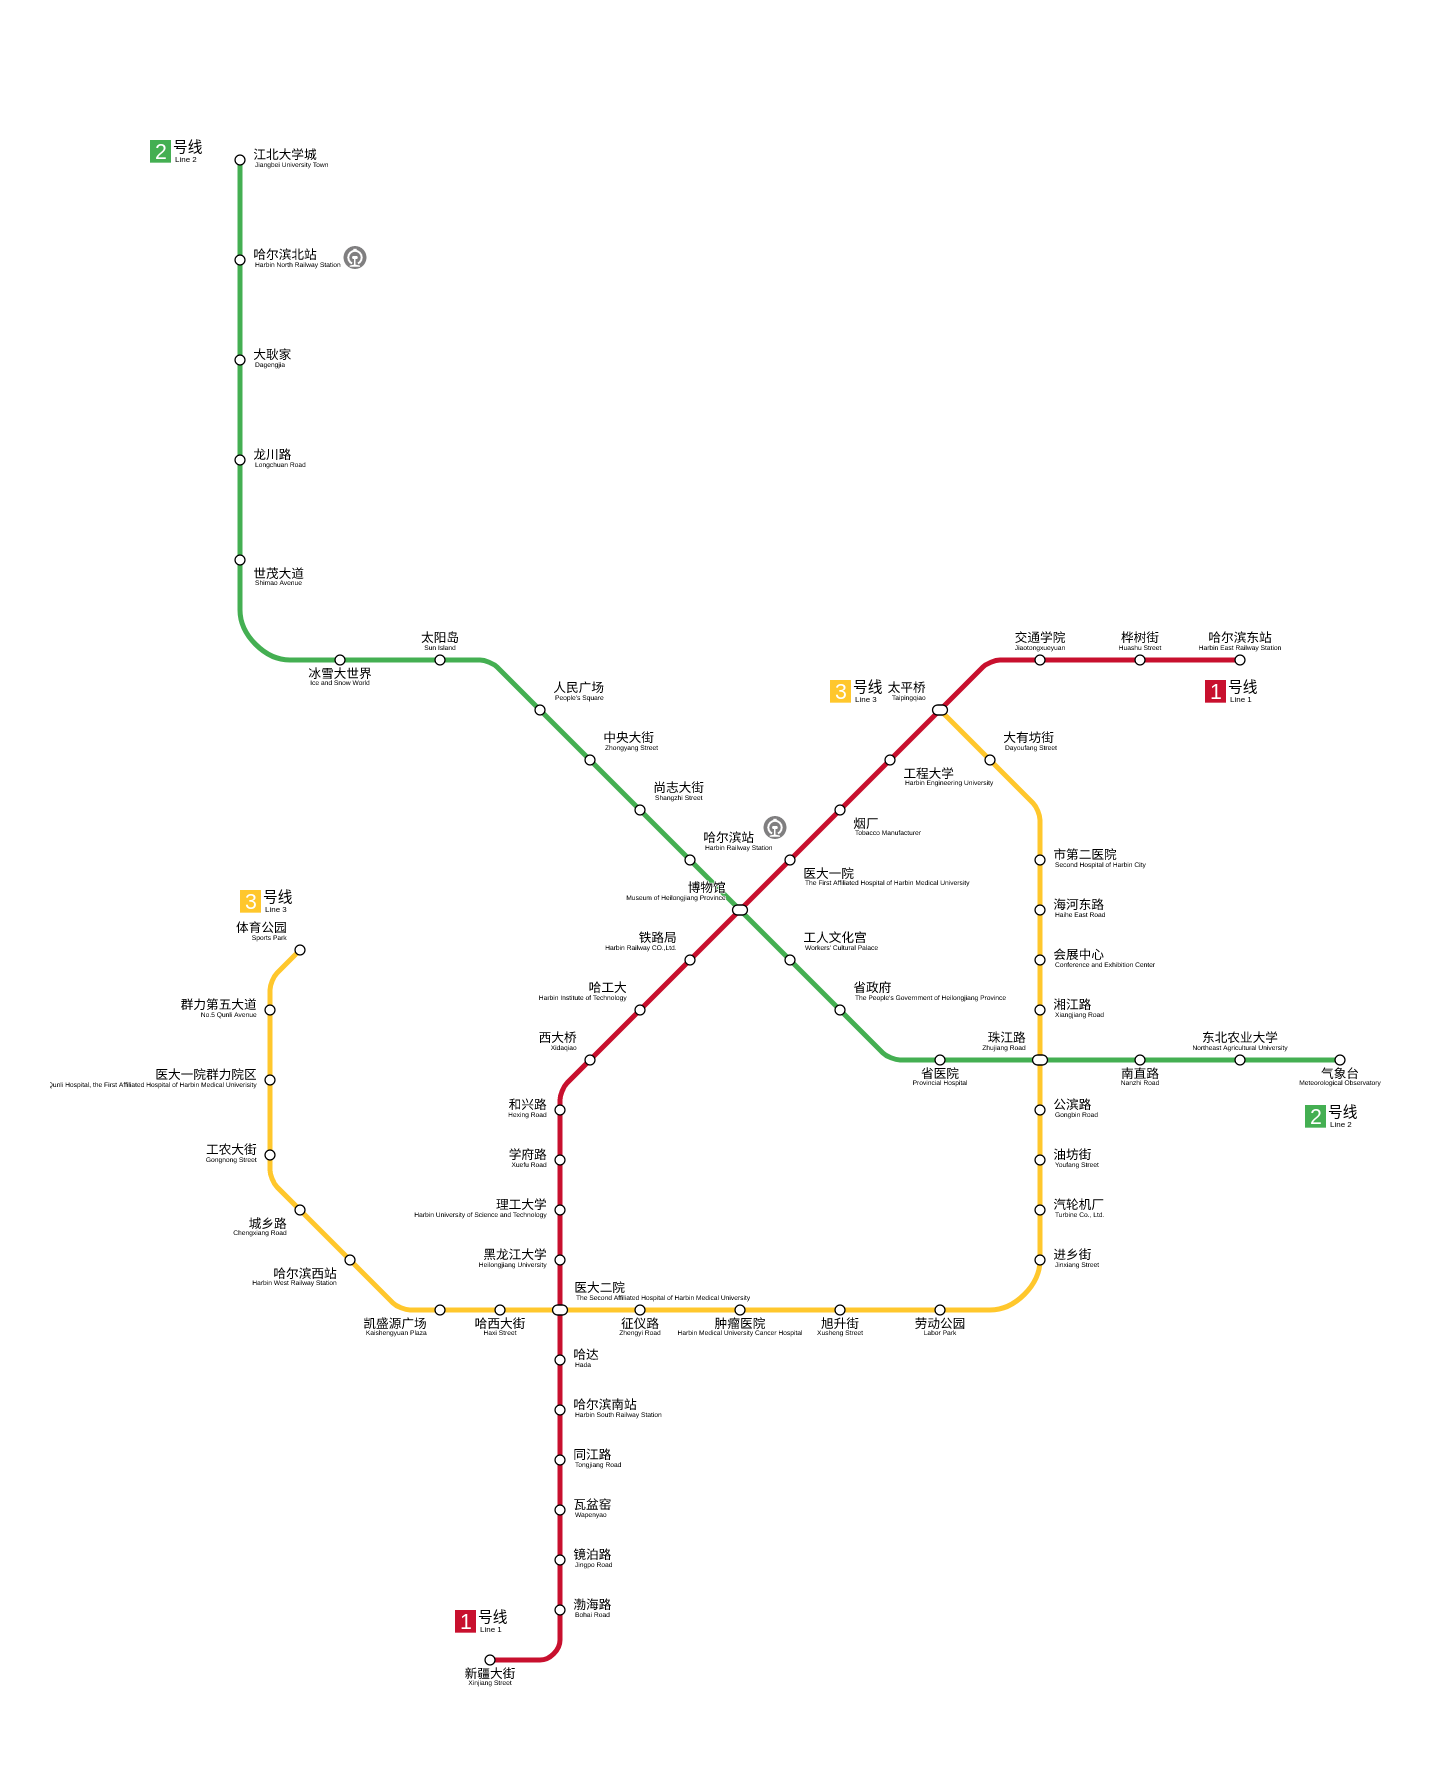 2
号线
Line 2
江北大学城
Jiangbei University Town
哈尔滨北站
Harbin North Railway Station
大耿家
Dagengjia
龙川路
Longchuan Road
世茂大道
Shimao Avenue
冰雪大世界
Ice and Snow World
太阳岛
Sun Island
人民广场
People's Square
中央大街
Zhongyang Street
尚志大街
Shangzhi Street
哈尔滨站
Harbin Railway Station
博物馆
Museum of Heilongjiang Province
工人文化宫
Workers' Cultural Palace
省政府
The People's Government of Heilongjiang Province
省医院
Provincial Hospital
珠江路
Zhujiang Road
南直路
Nanzhi Road
东北农业大学
Northeast Agricultural University
气象台
Meteorological Observatory
2
号线
Line 2
哈尔滨东站
Harbin East Railway Station
1
号线
Line 1
桦树街
Huashu Street
交通学院
Jiaotongxueyuan
3
号线
Line 3
太平桥
Taipingqiao
工程大学
Harbin Engineering University
烟厂
Tobacco Manufacturer
医大一院
The First Affiliated Hospital of Harbin Medical University
铁路局
Harbin Railway CO.,Ltd.
哈工大
Harbin Institute of Technology
西大桥
Xidaqiao
和兴路
Hexing Road
学府路
Xuefu Road
理工大学
Harbin University of Science and Technology
黑龙江大学
Heilongjiang University
医大二院
The Second Affiliated Hospital of Harbin Medical University
哈达
Hada
哈尔滨南站
Harbin South Railway Station
同江路
Tongjiang Road
瓦盆窑
Wapenyao
镜泊路
Jingpo Road
渤海路
Bohai Road
1
号线
Line 1
新疆大街
Xinjiang Street
大有坊街
Dayoufang Street
市第二医院
Second Hospital of Harbin City
海河东路
Haihe East Road
会展中心
Conference and Exhibition Center
湘江路
Xiangjiang Road
公滨路
Gongbin Road
油坊街
Youfang Street
汽轮机厂
Turbine Co., Ltd.
进乡街
Jinxiang Street
劳动公园
Labor Park
旭升街
Xusheng Street
肿瘤医院
Harbin Medical University Cancer Hospital
征仪路
Zhengyi Road
哈西大街
Haxi Street
凯盛源广场
Kaishengyuan Plaza
哈尔滨西站
Harbin West Railway Station
城乡路
Chengxiang Road
工农大街
Gongnong Street
医大一院群力院区
Qunli Hospital, the First Affiliated Hospital of Harbin Medical University
群力第五大道
No.5 Qunli Avenue
体育公园
Sports Park
3
号线
Line 3